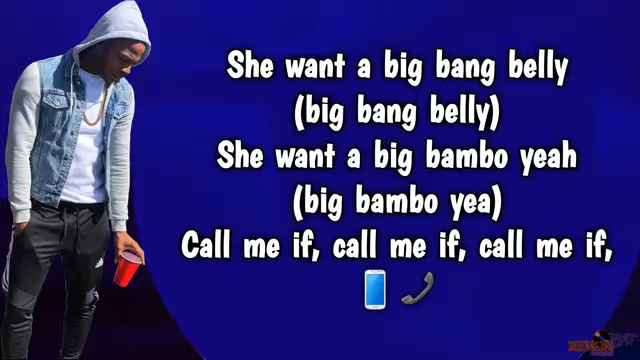 She want a big bang belly
(big bang belly)
She want a big bambo yeah
(big bambo yea)
Call me if, call me if, call me if,